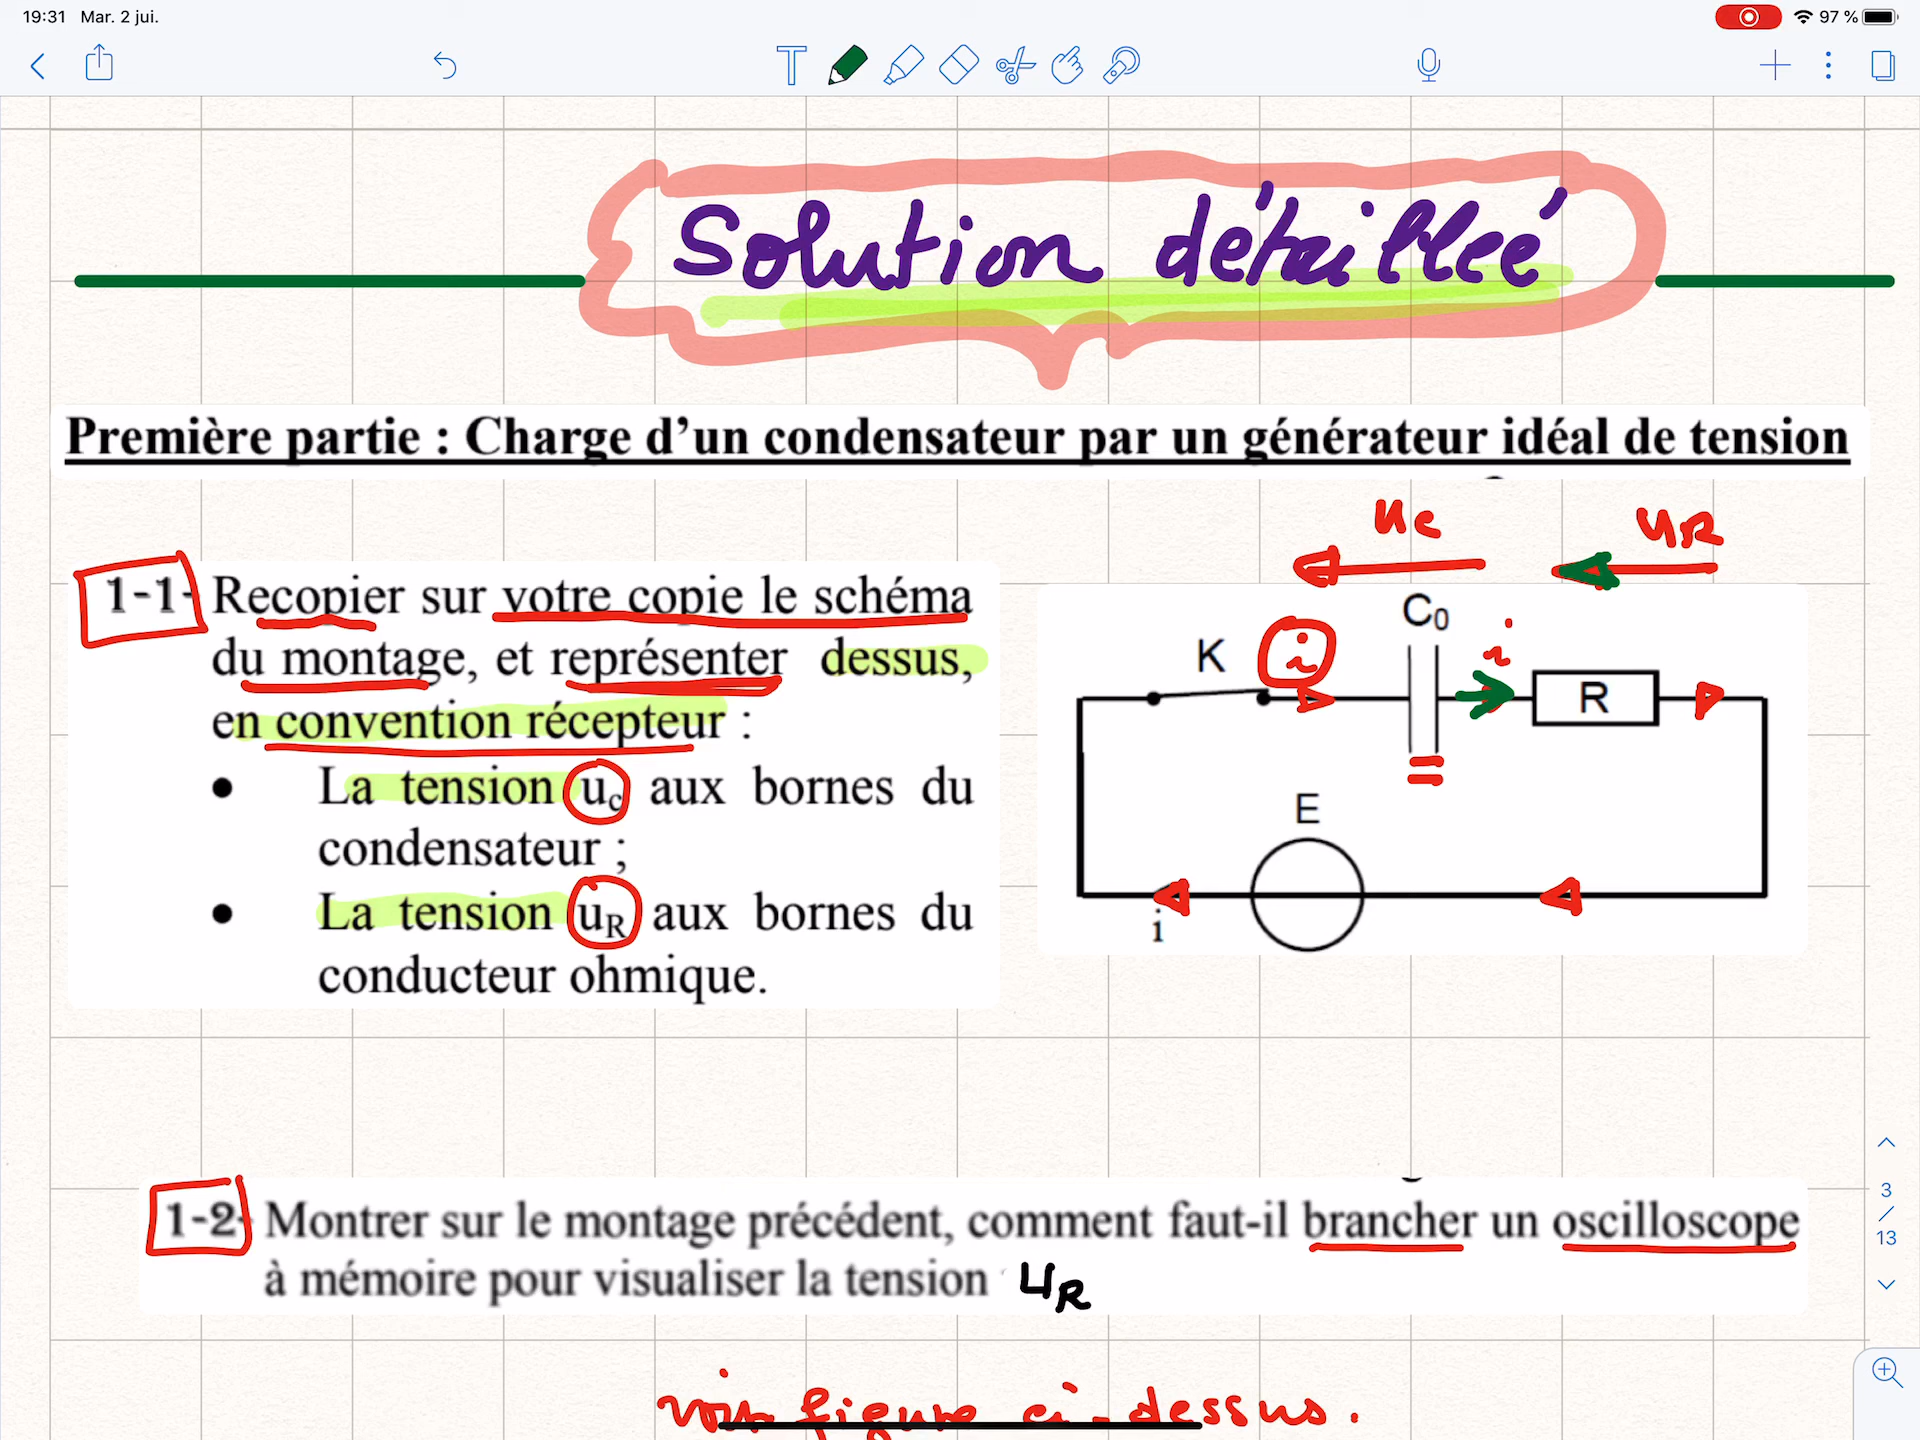 19:31 Mar. 2 jui.
97 %
T
Solution détaillée
Première partie : Charge d'un condensateur par un générateur idéal de tension
uc
uR
1-1- Recopier sur votre copie le schéma
du montage, et représenter dessus,
en convention récepteur :
• La tension uc aux bornes du
condensateur ;
• La tension uR aux bornes du
conducteur ohmique.
C0
K
i
i
R
E
i
1-2- Montrer sur le montage précédent, comment faut-il brancher un oscilloscope
à mémoire pour visualiser la tension uR
voir figure ci-dessus.
3
/
13